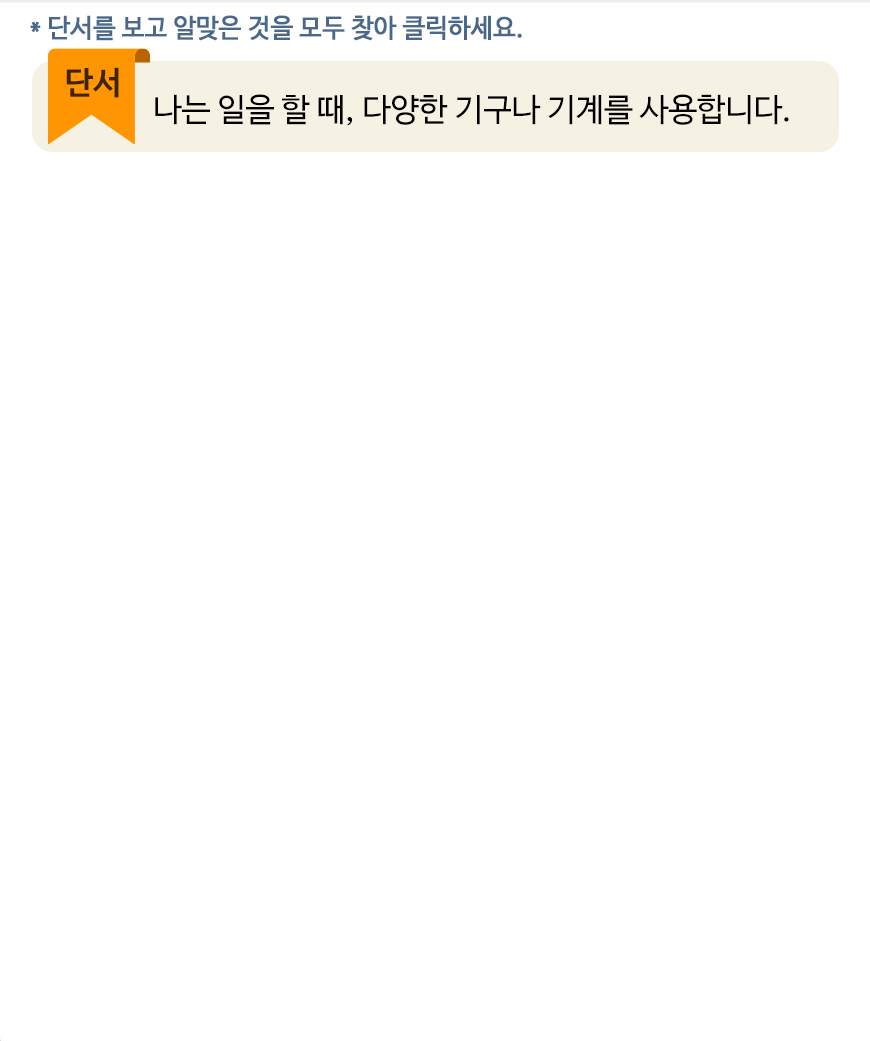 * 단서를 보고 알맞은 것을 모두 찾아 클릭하세요.
단서
나는 일을 할 때, 다양한 기구나 기계를 사용합니다.